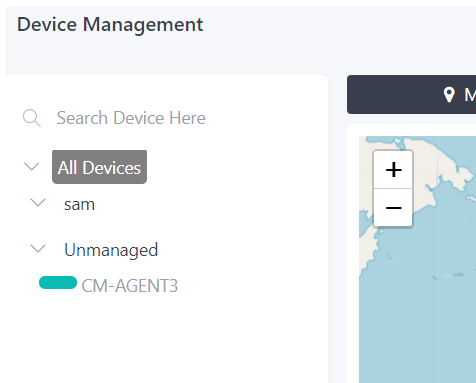 Device Management
Search Device Here
M
All Devices
sam
Unmanaged
CM-AGENT3
+
−